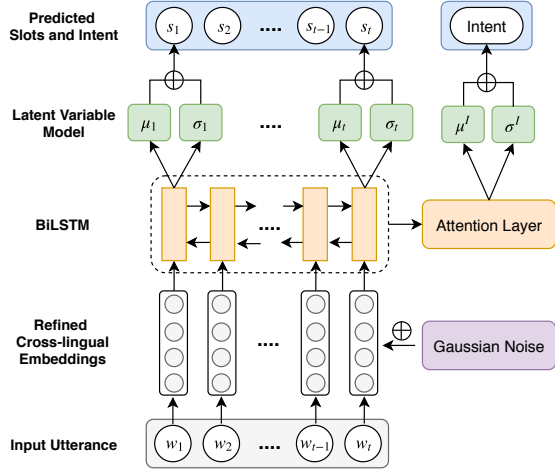 Predicted
Slots and Intent
s₁ s₂ .... sₜ₋₁ sₜ
Intent
Latent Variable
Model
μ₁ σ₁ .... μₜ σₜ
μᴵ σᴵ
BiLSTM
....
Attention Layer
Refined
Cross-lingual
Embeddings
....
Gaussian Noise
Input Utterance
w₁ w₂ .... wₜ₋₁ wₜ